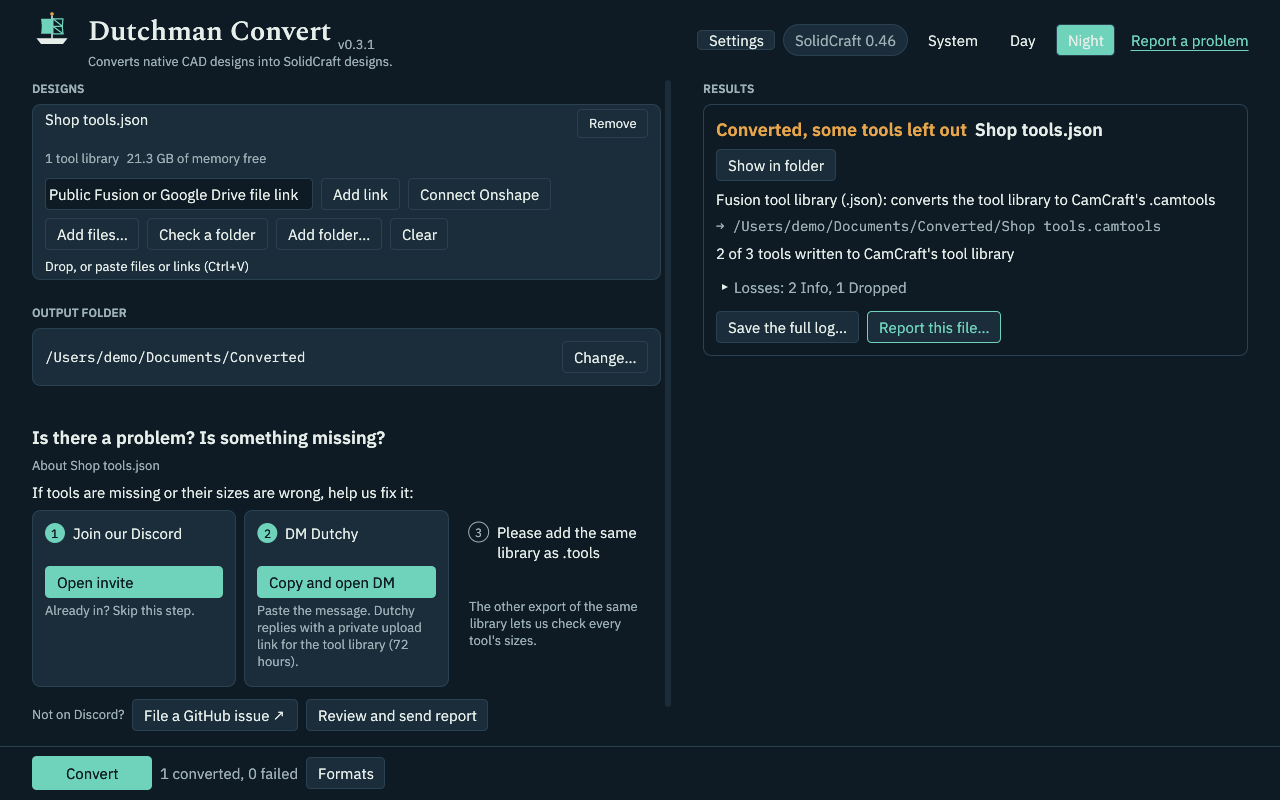 Dutchman Convert v0.3.1
Converts native CAD designs into SolidCraft designs.
Settings
SolidCraft 0.46
System
Day
Night
Report a problem
DESIGNS
Shop tools.json
Remove
1 tool library 21.3 GB of memory free
Public Fusion or Google Drive file link
Add link
Connect Onshape
Add files...
Check a folder
Add folder...
Clear
Drop, or paste files or links (Ctrl+V)
OUTPUT FOLDER
/Users/demo/Documents/Converted
Change...
Is there a problem? Is something missing?
About Shop tools.json
If tools are missing or their sizes are wrong, help us fix it:
1 Join our Discord
Open invite
Already in? Skip this step.
2 DM Dutchy
Copy and open DM
Paste the message. Dutchy
replies with a private upload
link for the tool library (72
hours).
3 Please add the same
library as .tools
The other export of the same
library lets us check every
tool's sizes.
Not on Discord?
File a GitHub issue ↗
Review and send report
RESULTS
Converted, some tools left out Shop tools.json
Show in folder
Fusion tool library (.json): converts the tool library to CamCraft's .camtools
→ /Users/demo/Documents/Converted/Shop tools.camtools
2 of 3 tools written to CamCraft's tool library
▸ Losses: 2 Info, 1 Dropped
Save the full log...
Report this file...
Convert
1 converted, 0 failed
Formats